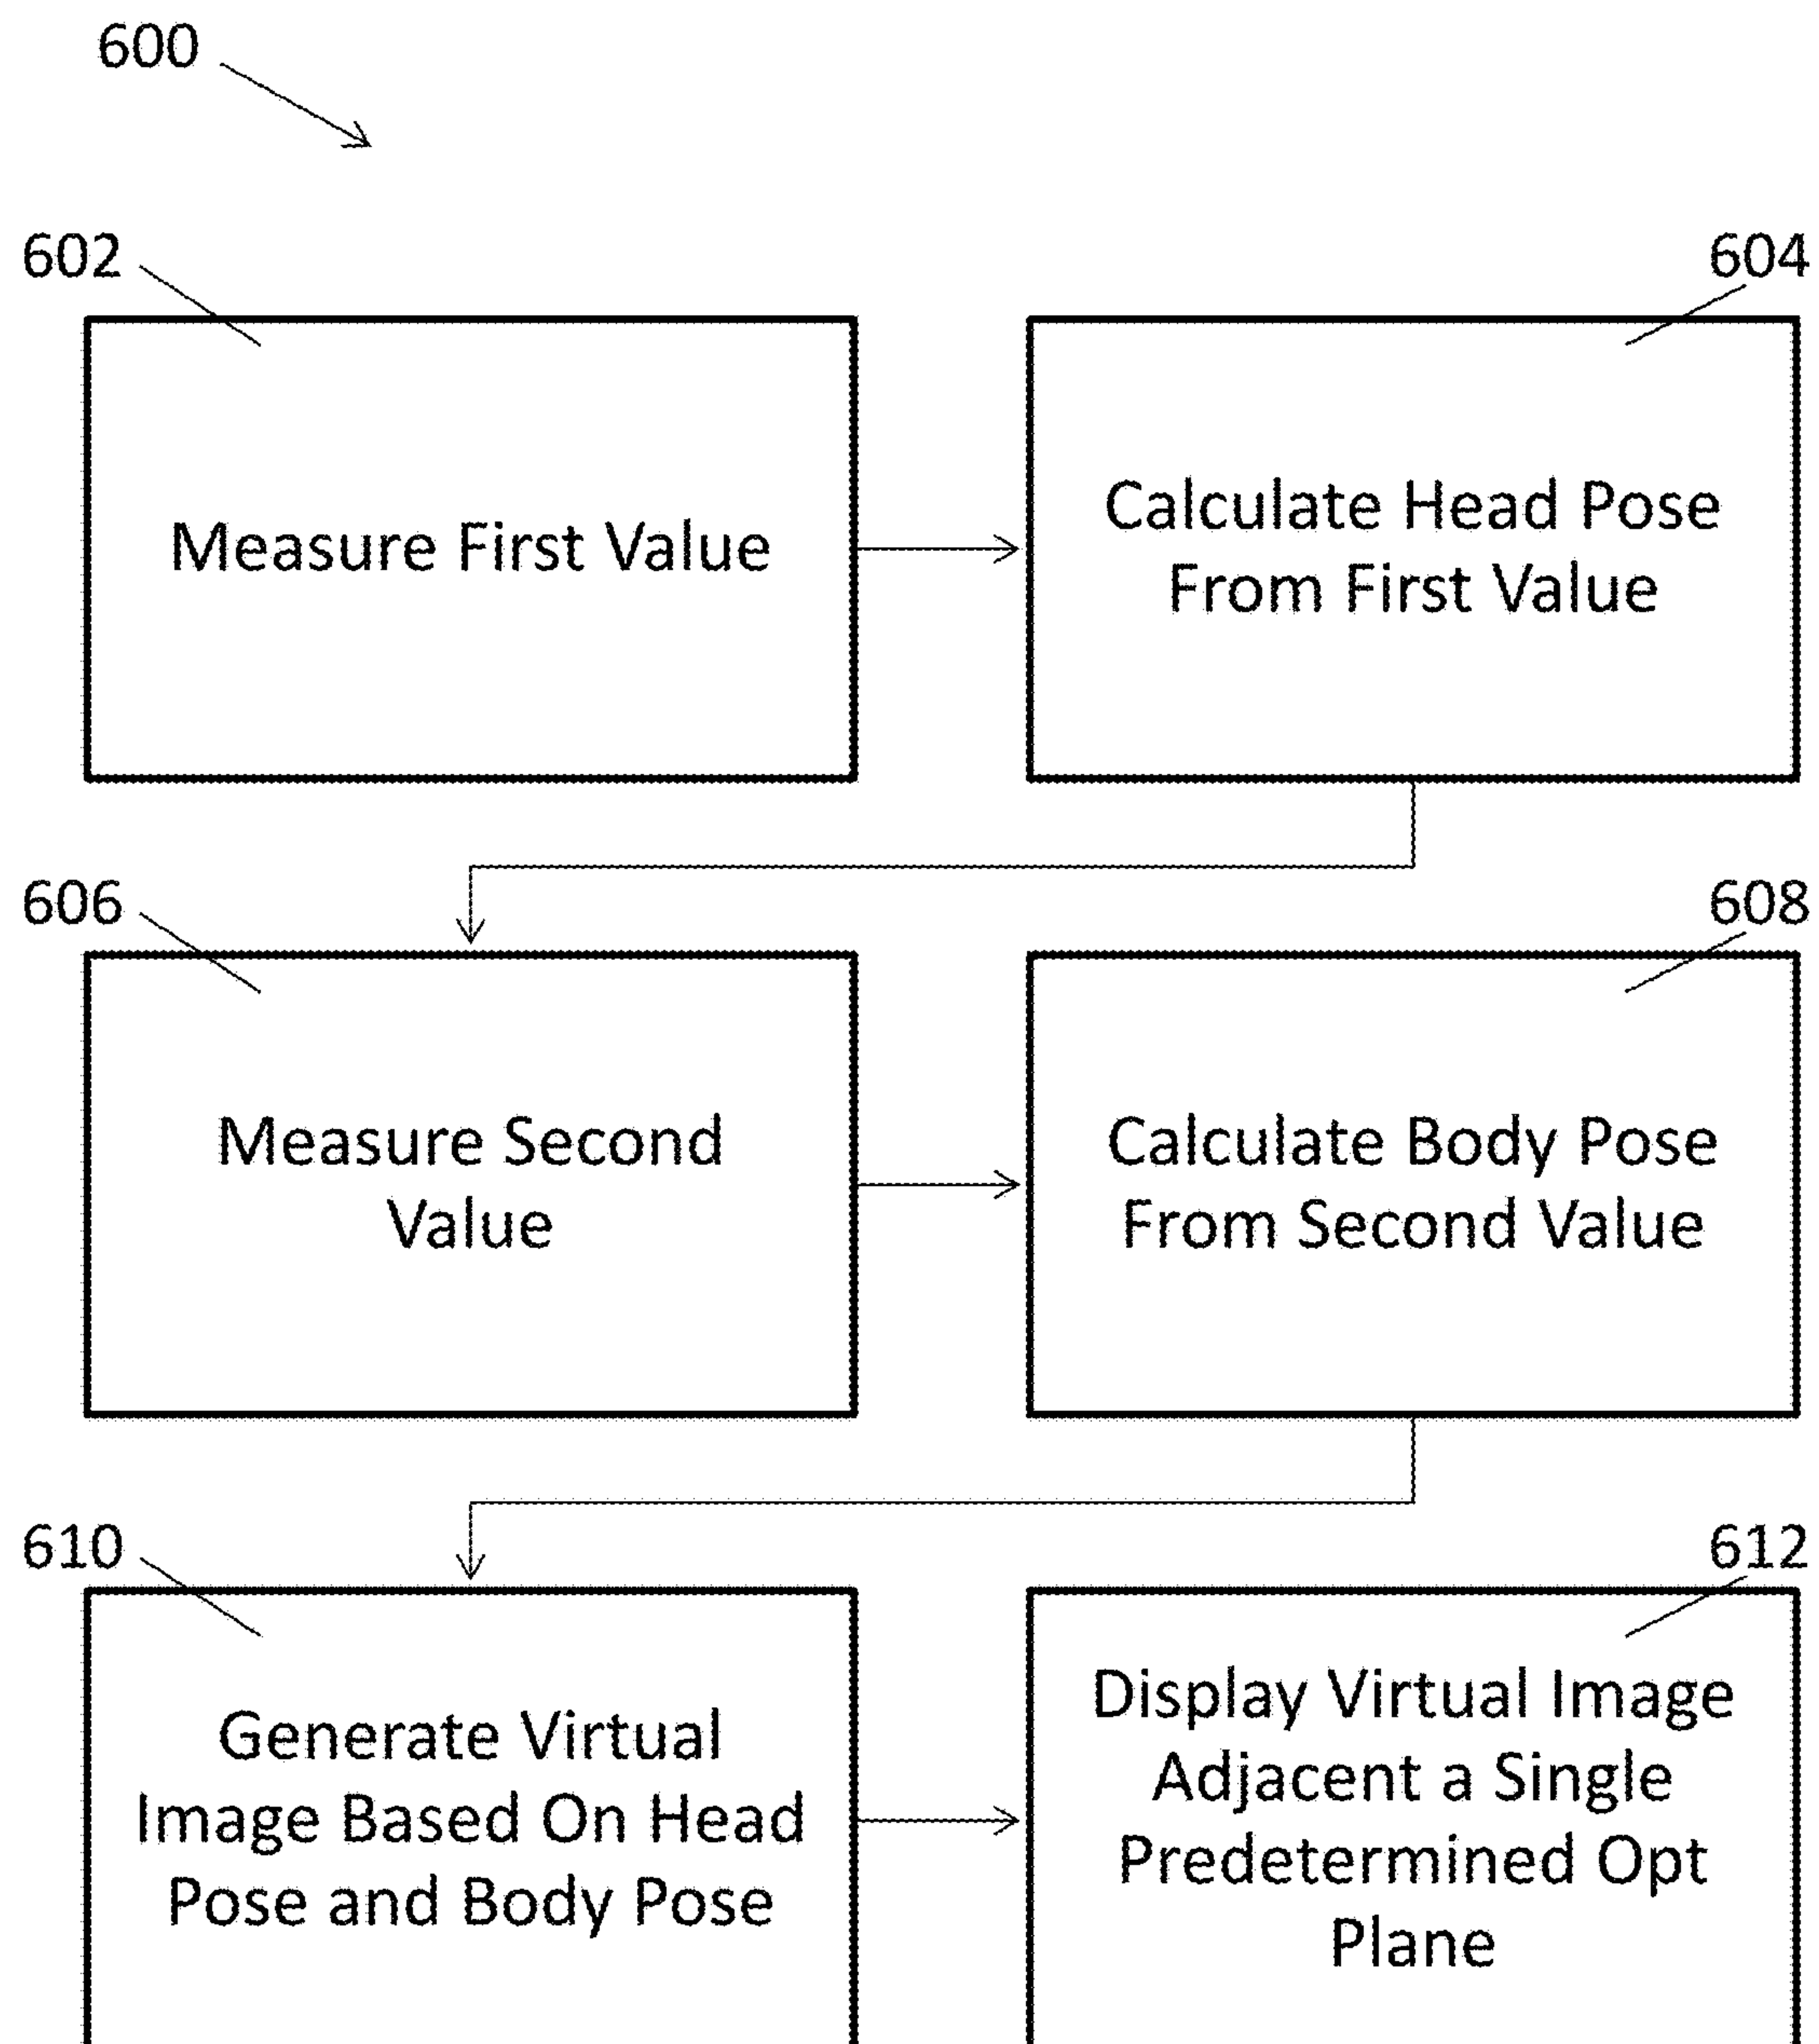 600
602
604
Measure First Value
Calculate Head Pose
From First Value
606
608
Measure Second
Value
Calculate Body Pose
From Second Value
610
612
Generate Virtual
Image Based On Head
Pose and Body Pose
Display Virtual Image
Adjacent a Single
Predetermined Opt
Plane